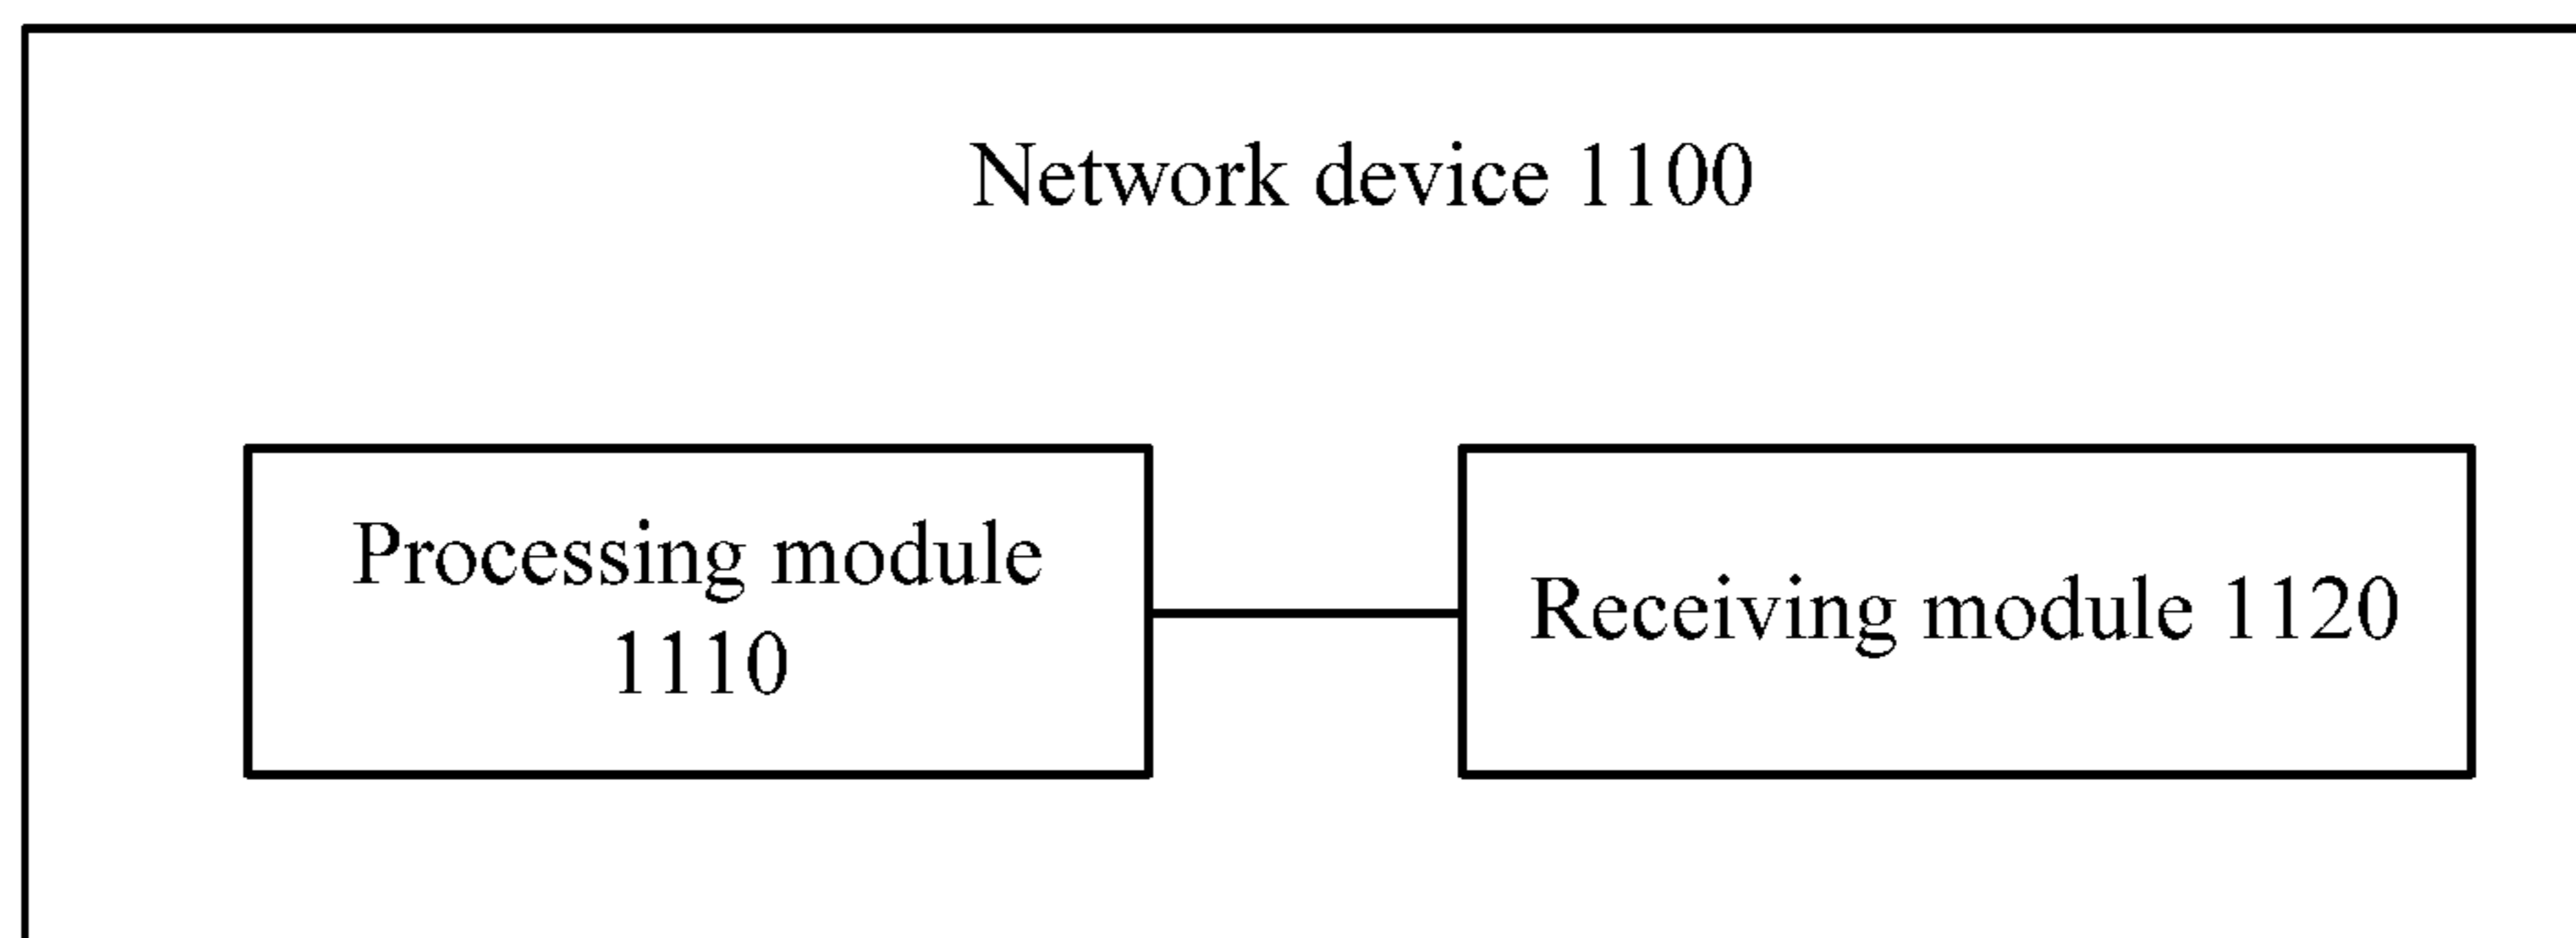 Network device 1100
Processing module
1110
Receiving module 1120